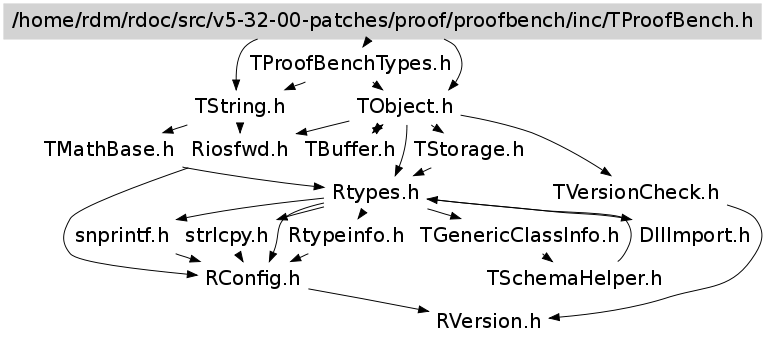 /home/rdm/rdoc/src/v5-32-00-patches/proof/proofbench/inc/TProofBench.h
TProofBenchTypes.h
TString.h TObject.h
TMathBase.h Riosfwd.h TBuffer.h TStorage.h
Rtypes.h TVersionCheck.h
snprintf.h strlcpy.h Rtypeinfo.h TGenericClassInfo.h DllImport.h
RConfig.h TSchemaHelper.h
RVersion.h